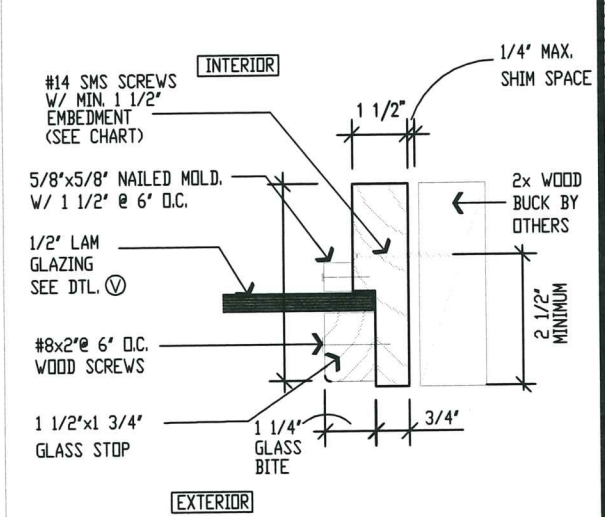 INTERIOR
1/4" MAX.
SHIM SPACE
#14 SMS SCREWS
W/ MIN. 1 1/2"
EMBEDMENT
(SEE CHART)
1 1/2"
5/8"x5/8" NAILED MOLD.
W/ 1 1/2" @ 6" O.C.
2x WOOD
BUCK BY
OTHERS
1/2" LAM
GLAZING
SEE DTL. V
2 1/2"
MINIMUM
#8x2"@ 6" O.C.
WOOD SCREWS
1 1/2"x1 3/4"
GLASS STOP
1 1/4"
GLASS
BITE
3/4"
EXTERIOR